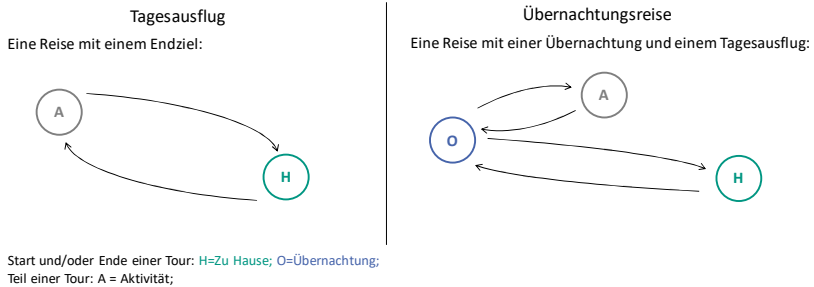 Tagesausflug
Eine Reise mit einem Endziel:
A
H
Übernachtungsreise
Eine Reise mit einer Übernachtung und einem Tagesausflug:
A
O
H
Start und/oder Ende einer Tour: H=Zu Hause; O=Übernachtung;
Teil einer Tour: A = Aktivität;